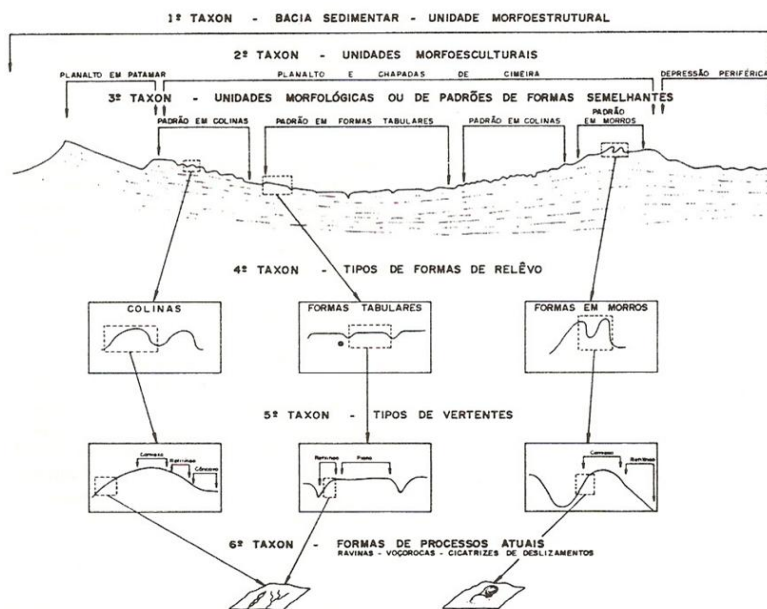 1º TAXON - BACIA SEDIMENTAR - UNIDADE MORFOESTRUTURAL
2º TAXON - UNIDADES MORFOESCULTURAIS
PLANALTO EM PATAMAR
PLANALTO E CHAPADAS DE CIMEIRA
DEPRESSÃO PERIFÉRICA
3º TAXON - UNIDADES MORFOLÓGICAS OU DE PADRÕES DE FORMAS SEMELHANTES
PADRÃO EM COLINAS
PADRÃO EM FORMAS TABULARES
PADRÃO EM COLINAS
PADRÃO
EM MORROS
4º TAXON - TIPOS DE FORMAS DE RELÊVO
COLINAS
FORMAS TABULARES
FORMAS EM MORROS
5º TAXON - TIPOS DE VERTENTES
Convexo
Retilíneo
Côncavo
Retilíneo
Plano
Convexo
Retilíneo
6º TAXON - FORMAS DE PROCESSOS ATUAIS
RAVINAS - VOÇOROCAS - CICATRIZES DE DESLIZAMENTOS